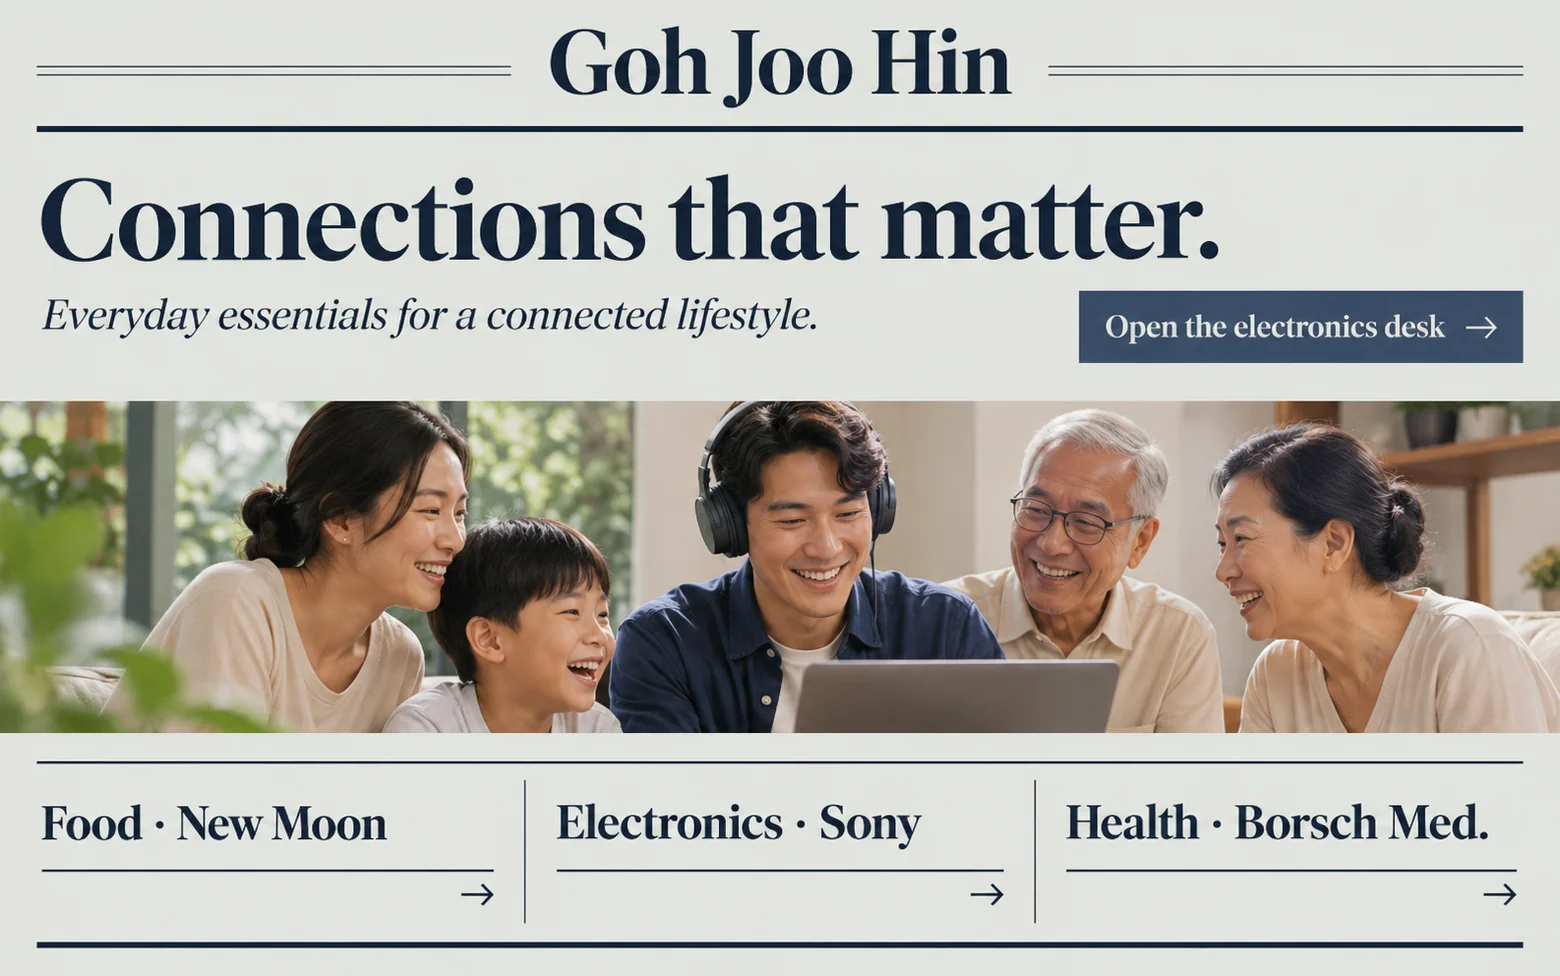 Goh Joo Hin
Connections that matter.
Everyday essentials for a connected lifestyle.
Open the electronics desk →
Food · New Moon
→
Electronics · Sony
→
Health · Borsch Med.
→